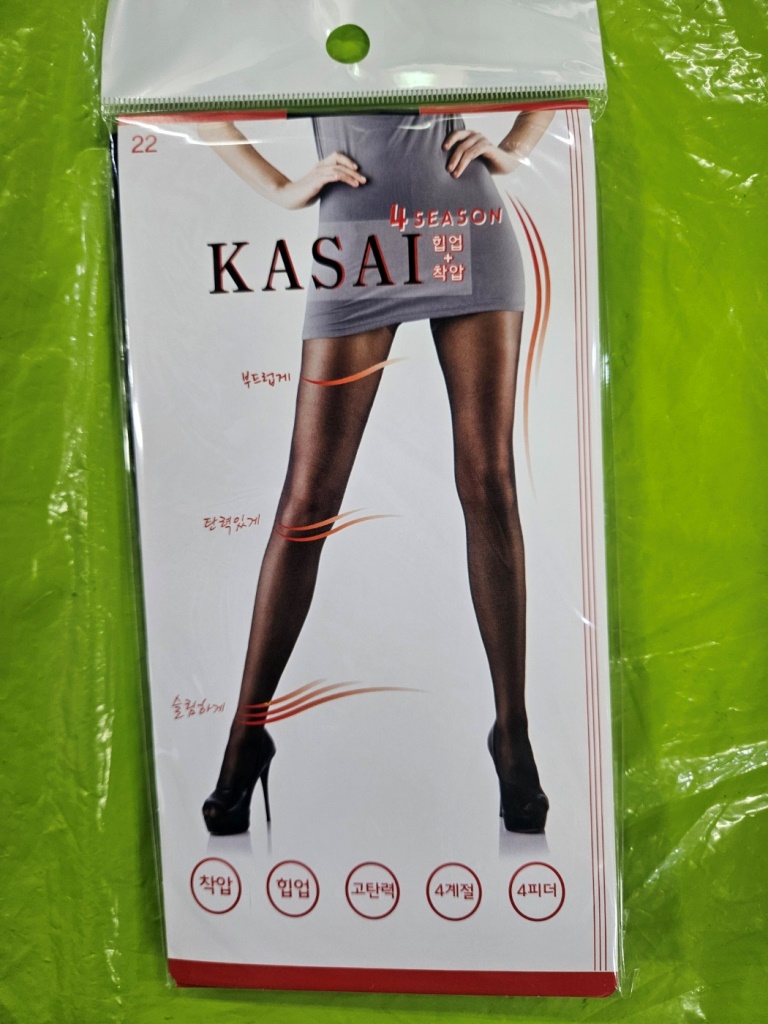 22
4 SEASON
KASAI
힙업
+
착압
부드럽게
탄력있게
슬림하게
착압
힙업
고탄력
4계절
4피더